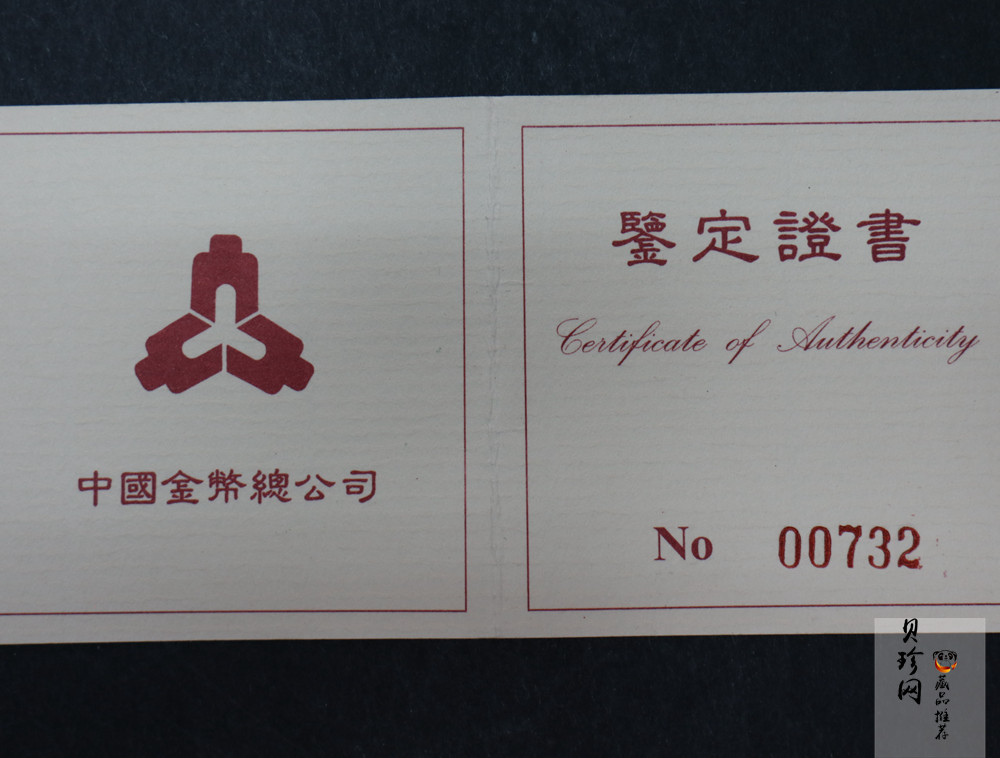 中國金幣總公司
鑒定證書
Certificate of Authenticity
No 00732
贝珍网
藏品推荐